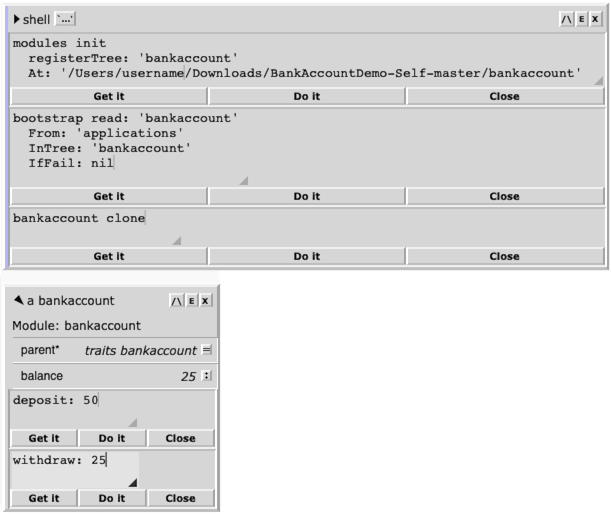 shell `...'
/\ E X
modules init
registerTree: 'bankaccount'
At: '/Users/username/Downloads/BankAccountDemo-Self-master/bankaccount'
Get it Do it Close
bootstrap read: 'bankaccount'
From: 'applications'
InTree: 'bankaccount'
IfFail: nil
Get it Do it Close
bankaccount clone
Get it Do it Close
a bankaccount /\ E X
Module: bankaccount
parent* traits bankaccount =
balance 25 :
deposit: 50
Get it Do it Close
withdraw: 25
Get it Do it Close